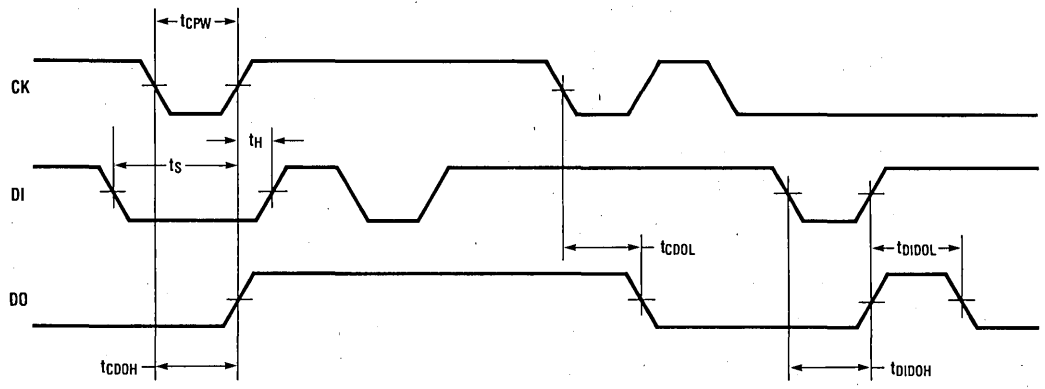 tCPW
CK
tH
tS
DI
tCDOL
tDIDOL
DO
tCDOH
tDIDOH